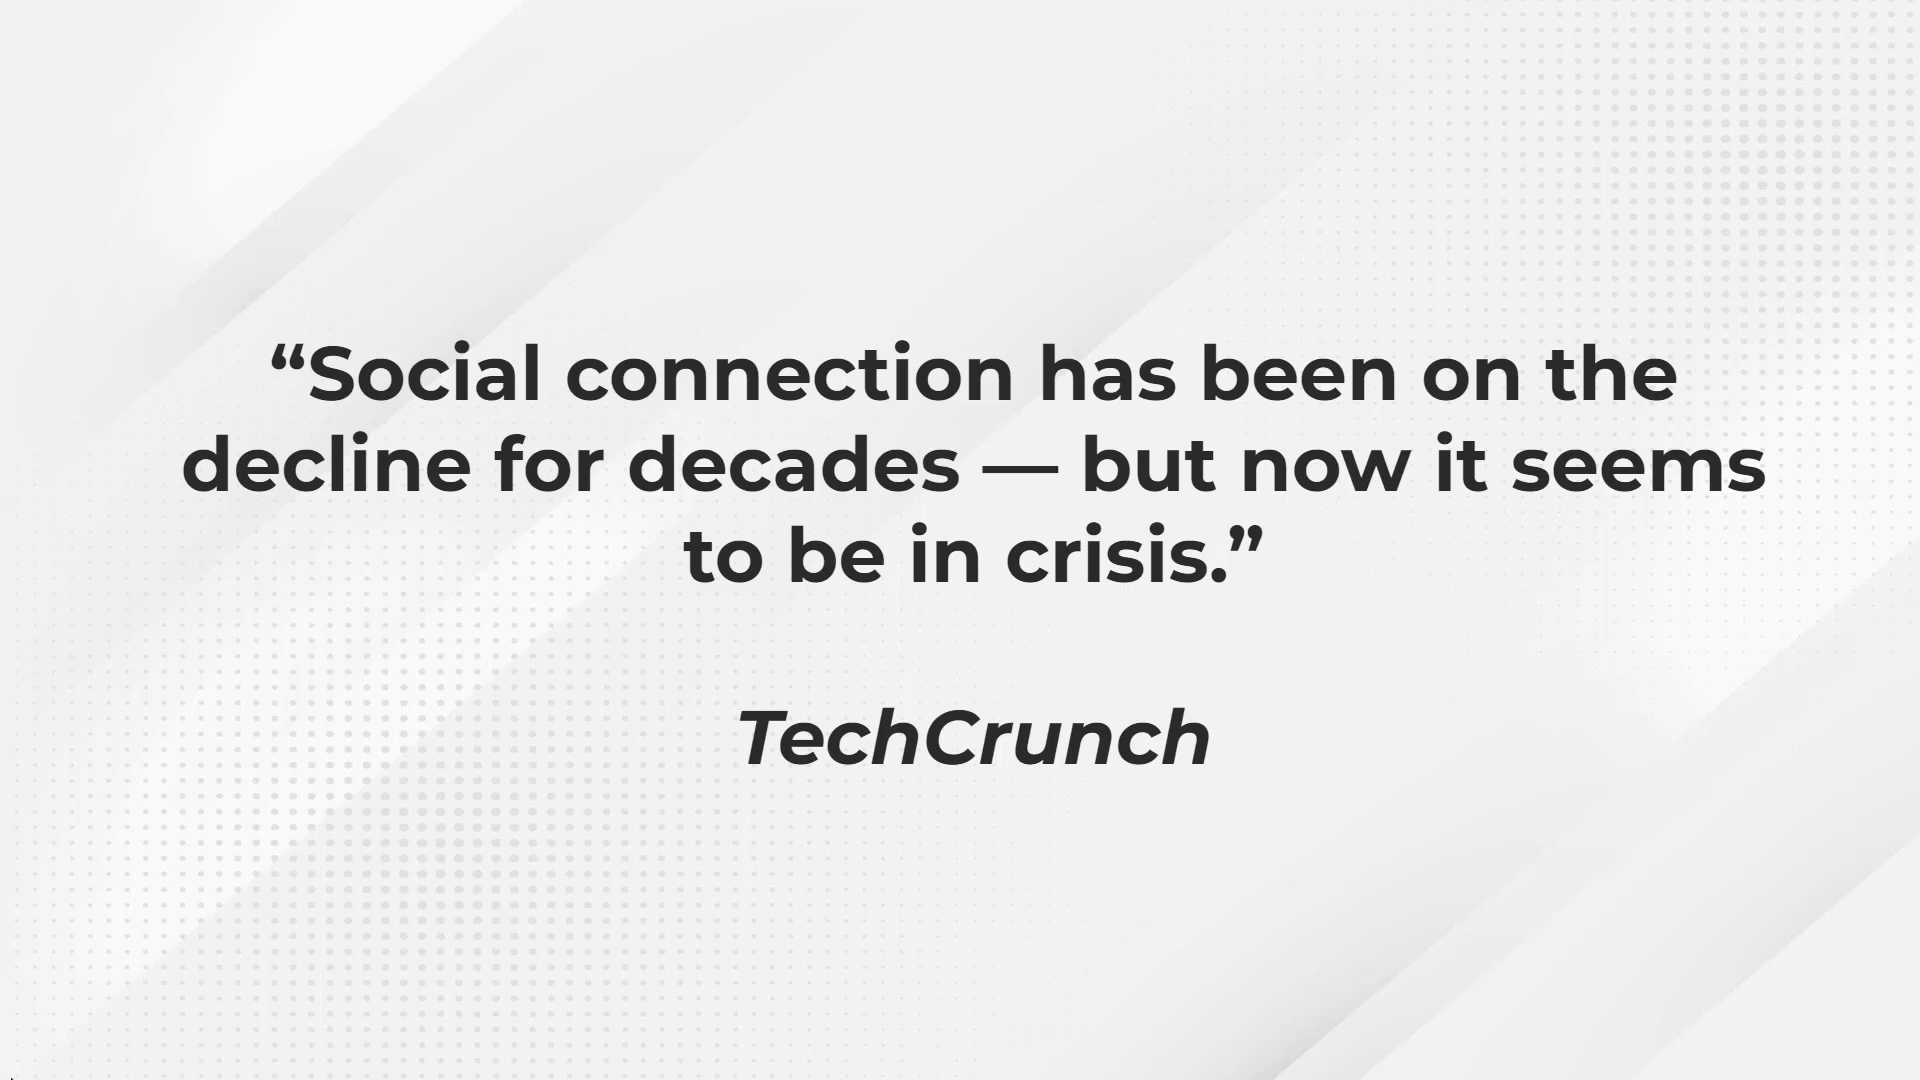 “Social connection has been on the
decline for decades — but now it seems
to be in crisis.”
TechCrunch